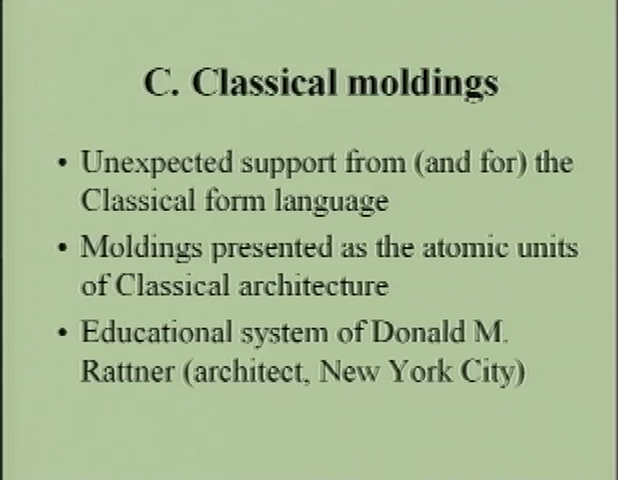 C. Classical moldings
• Unexpected support from (and for) the
Classical form language
• Moldings presented as the atomic units
of Classical architecture
• Educational system of Donald M.
Rattner (architect, New York City)